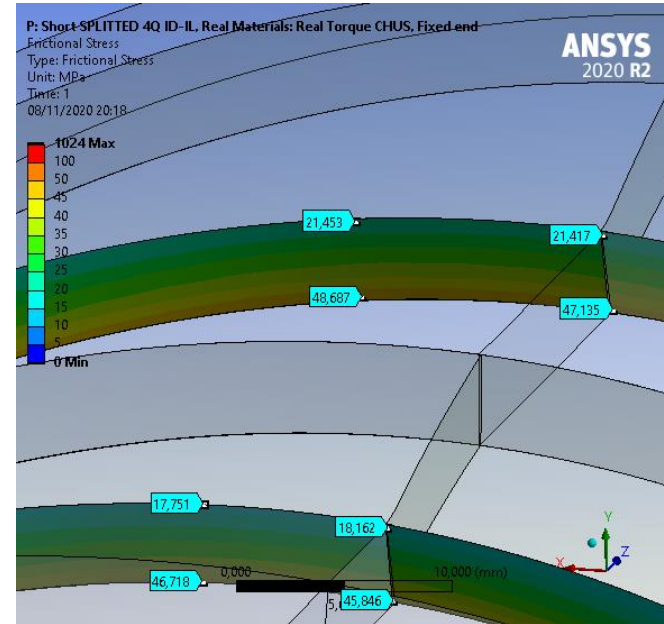 P: Short SPLITTED 4Q ID-IL, Real Materials: Real Torque CHUS, Fixed end
Frictional Stress
Type: Frictional Stress
Unit: MPa
Time: 1
08/11/2020 20:18
ANSYS
2020 R2
1024 Max
100
50
45
40
35
30
25
20
15
10
5
0 Min
21,453
21,417
48,687
47,135
17,751
18,162
46,718
45,846
0,000
10,000 (mm)
Y
X
Z